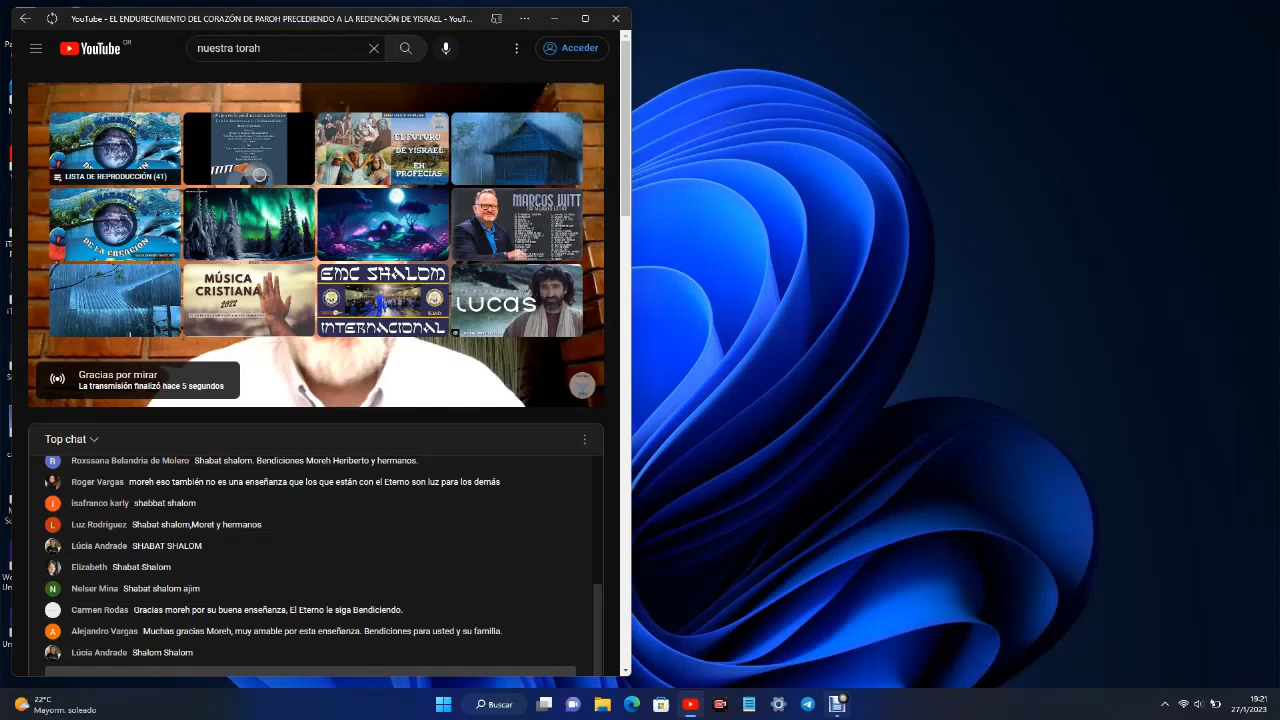 YouTube - EL ENDURECIMIENTO DEL CORAZÓN DE PAROH PRECEDIENDO A LA REDENCIÓN DE YISRAEL - YouT...
YouTube CR
nuestra torah
Acceder
LISTA DE REPRODUCCIÓN (41)
EL FUTURO
DE YISRAEL
EN
PROFECÍAS
DE LA CREACIÓN
MARCOS WITT
MÚSICA
CRISTIANA
2022
EMC SHALOM
INTERNACIONAL
LUCAS
Gracias por mirar
La transmisión finalizó hace 5 segundos
Top chat
R Roxssana Belandria de Molero Shabat shalom. Bendiciones Moreh Heriberto y hermanos.
Roger Vargas moreh eso también no es una enseñanza que los que están con el Eterno son luz para los demás
i isafranco karly shabbat shalom
L Luz Rodríguez Shabat shalom,Moret y hermanos
Lúcia Andrade SHABAT SHALOM
Elizabeth Shabat Shalom
N Nelser Mina Shabat shalom ajim
Carmen Rodas Gracias moreh por su buena enseñanza, El Eterno le siga Bendiciendo.
A Alejandro Vargas Muchas gracias Moreh, muy amable por esta enseñanza. Bendiciones para usted y su familia.
Lúcia Andrade Shalom Shalom
22°C
Mayorm. soleado
Buscar
19:21
27/1/2023